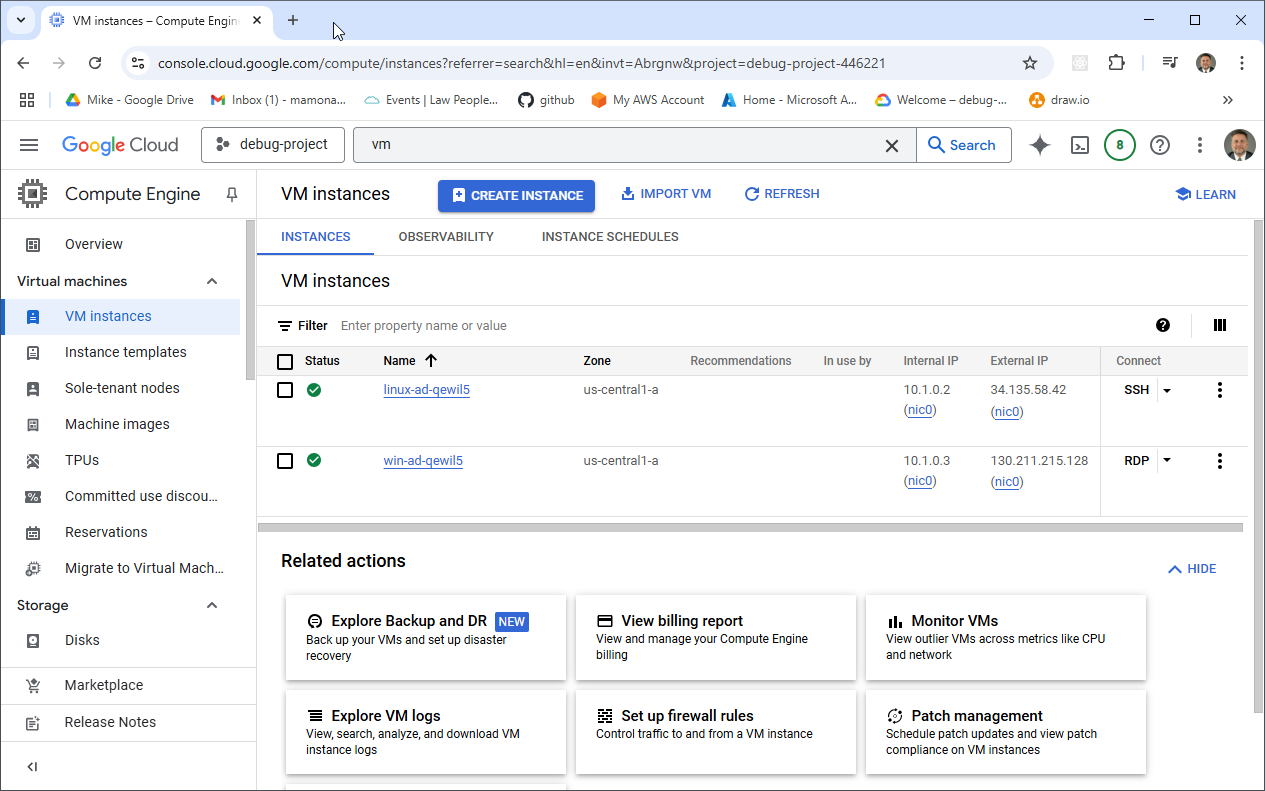 VM instances – Compute Engine
console.cloud.google.com/compute/instances?referrer=search&hl=en&invt=Abrgnw&project=debug-project-446221
Mike - Google Drive
Inbox (1) - mamona...
Events | Law People...
github
My AWS Account
Home - Microsoft A...
Welcome – debug-...
draw.io
Google Cloud
debug-project
vm
Search
8
Compute Engine
VM instances
CREATE INSTANCE
IMPORT VM
REFRESH
LEARN
Overview
Virtual machines
VM instances
Instance templates
Sole-tenant nodes
Machine images
TPUs
Committed use discou...
Reservations
Migrate to Virtual Mach...
Storage
Disks
Marketplace
Release Notes
INSTANCES OBSERVABILITY INSTANCE SCHEDULES
VM instances
Filter Enter property name or value
Status Name Zone Recommendations In use by Internal IP External IP Connect
linux-ad-qewil5 us-central1-a 10.1.0.2 34.135.58.42 SSH
(nic0) (nic0)
win-ad-qewil5 us-central1-a 10.1.0.3 130.211.215.128 RDP
(nic0) (nic0)
Related actions
HIDE
Explore Backup and DR NEW
Back up your VMs and set up disaster
recovery
View billing report
View and manage your Compute Engine
billing
Monitor VMs
View outlier VMs across metrics like CPU
and network
Explore VM logs
View, search, analyze, and download VM
instance logs
Set up firewall rules
Control traffic to and from a VM instance
Patch management
Schedule patch updates and view patch
compliance on VM instances